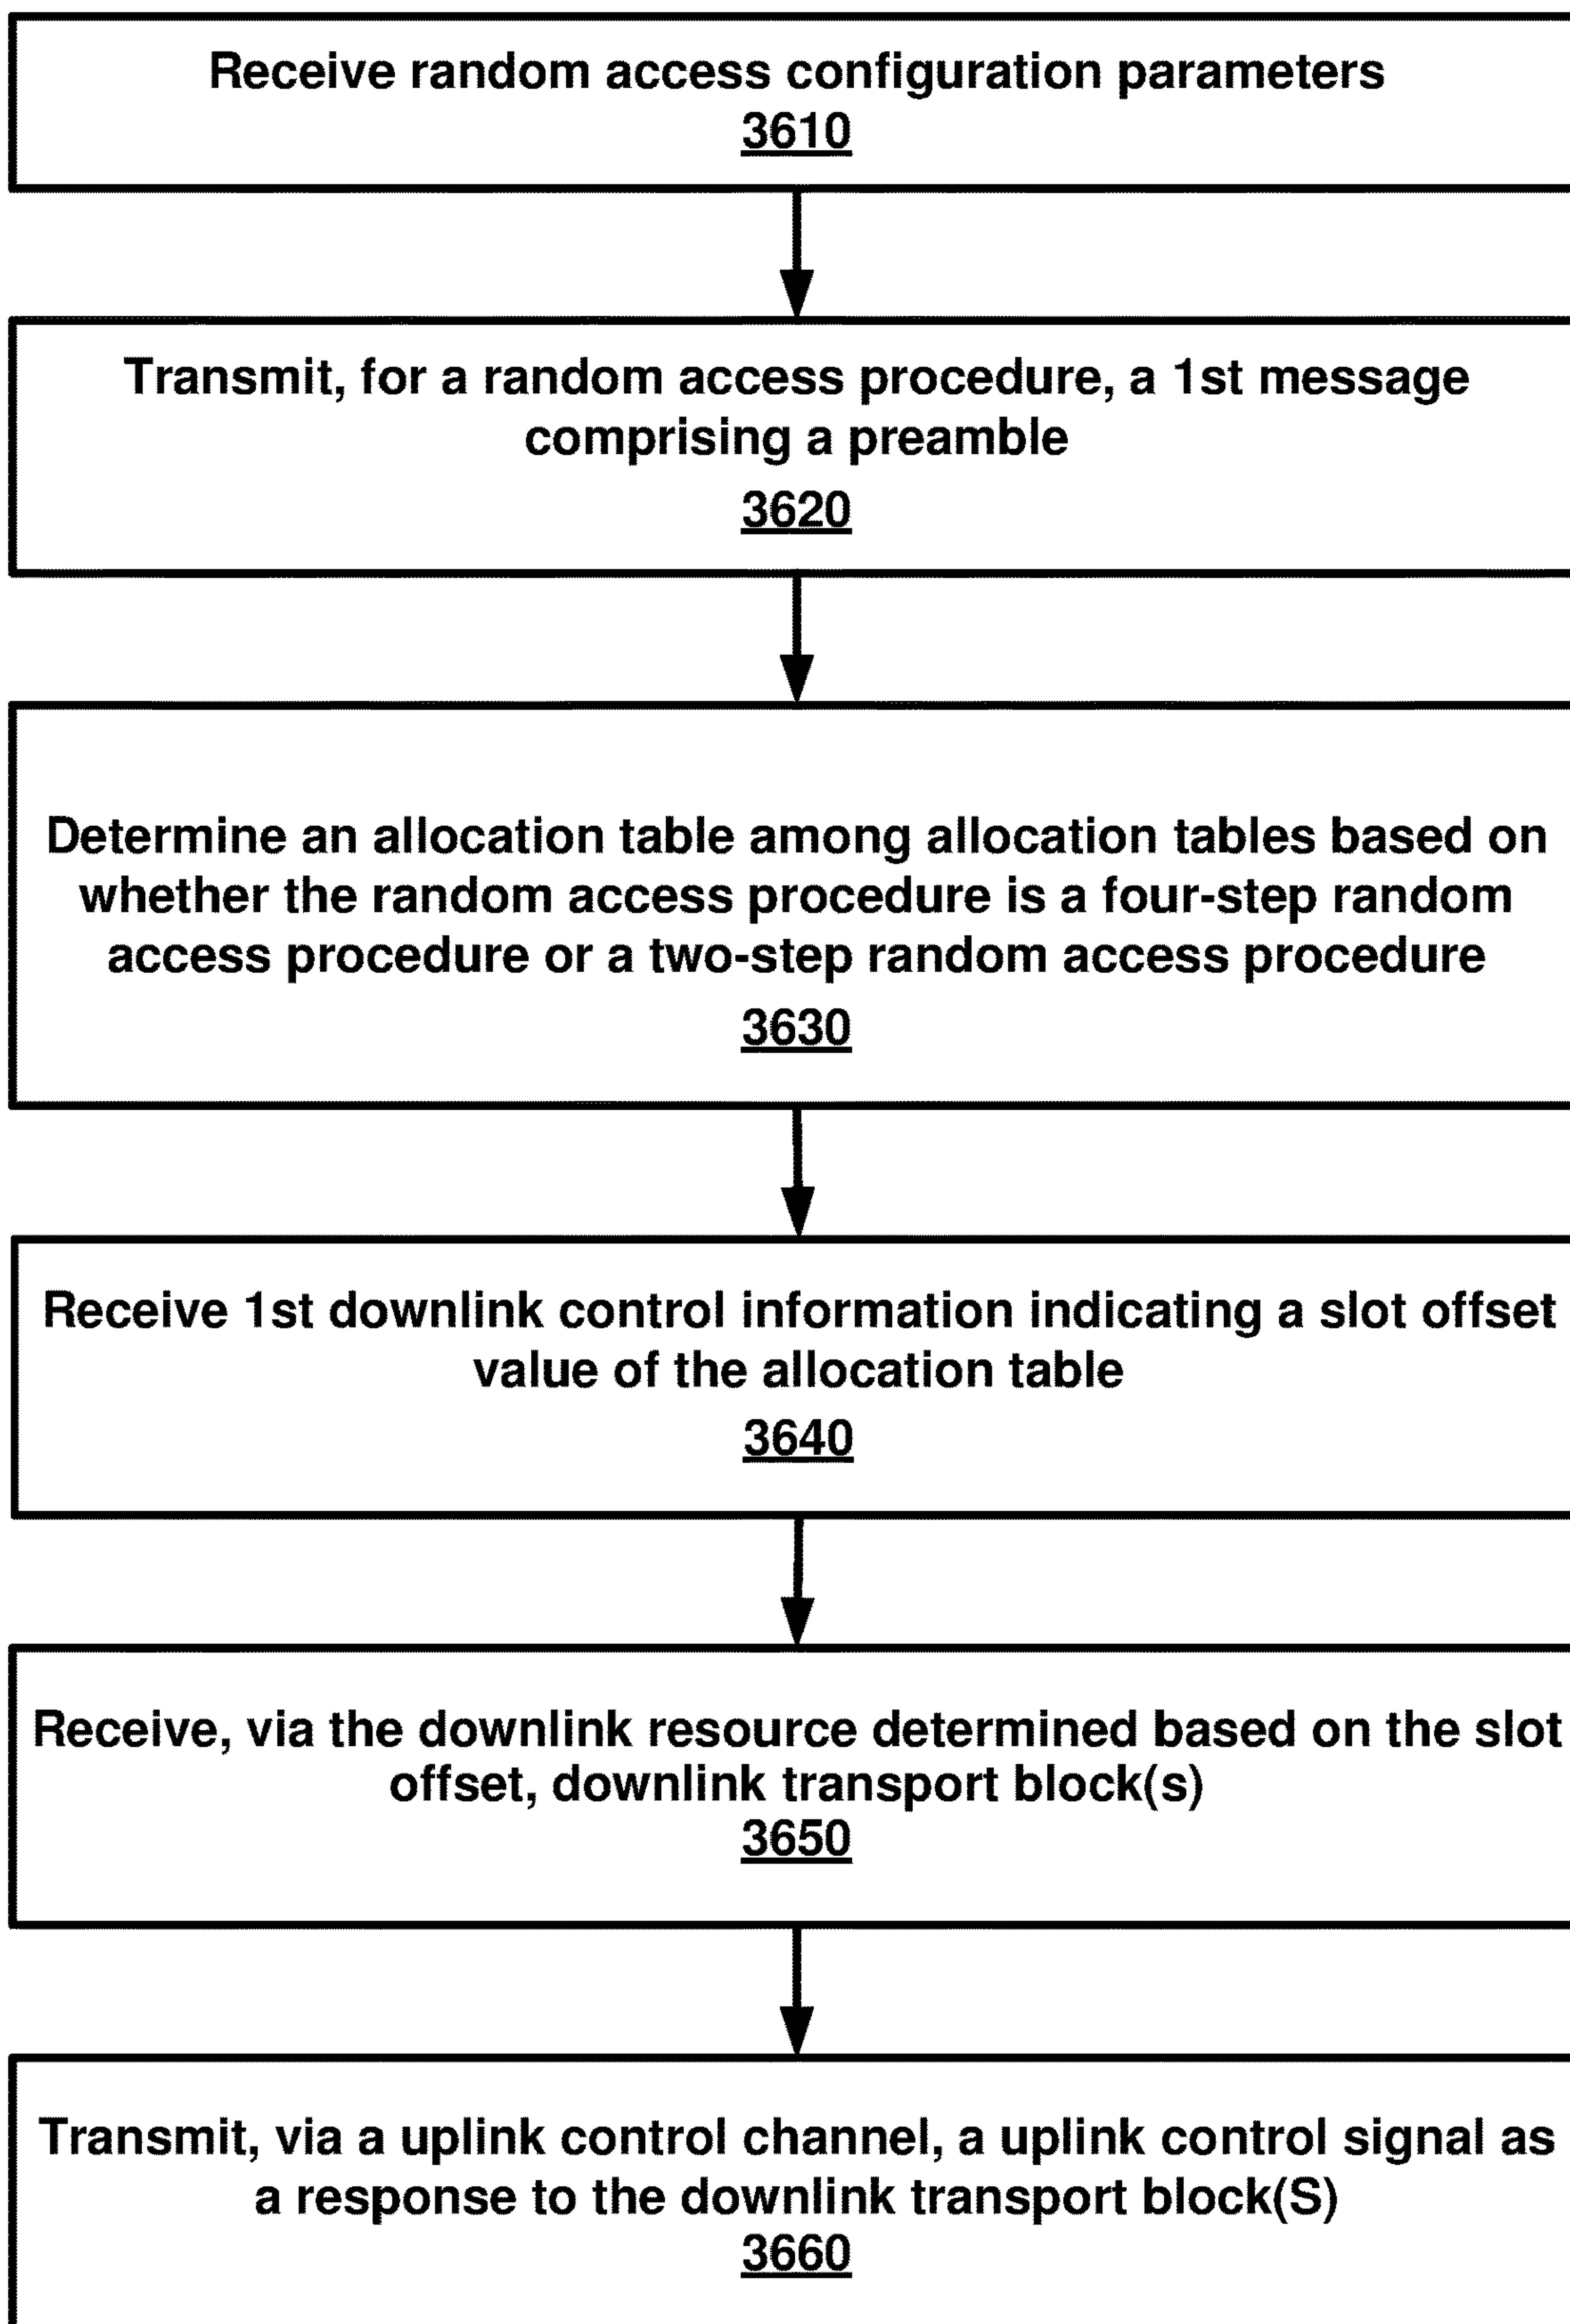 Receive random access configuration parameters
3610
Transmit, for a random access procedure, a 1st message
comprising a preamble
3620
Determine an allocation table among allocation tables based on
whether the random access procedure is a four-step random
access procedure or a two-step random access procedure
3630
Receive 1st downlink control information indicating a slot offset
value of the allocation table
3640
Receive, via the downlink resource determined based on the slot
offset, downlink transport block(s)
3650
Transmit, via a uplink control channel, a uplink control signal as
a response to the downlink transport block(S)
3660